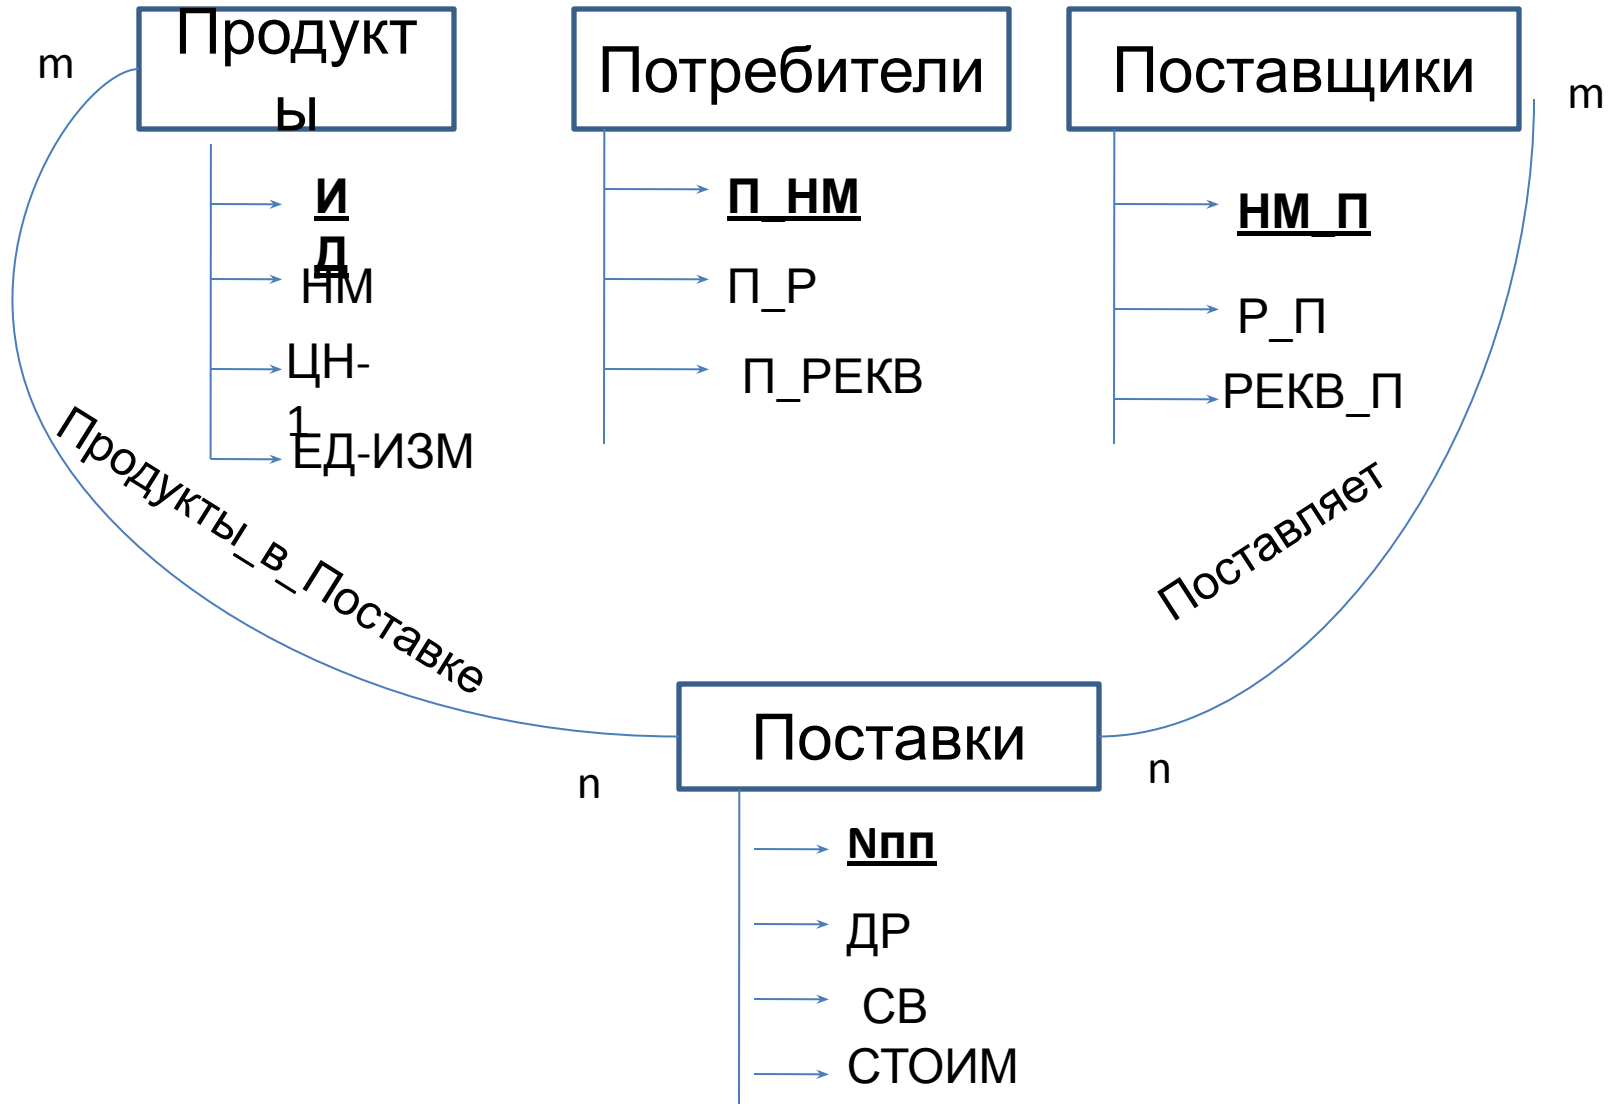 m
Продукт
ы
Потребители
Поставщики
m
И
Д
НМ
ЦН-
1
ЕД-ИЗМ
П_НМ
П_Р
П_РЕКВ
НМ_П
Р_П
РЕКВ_П
Продукты_в_Поставке
Поставляет
Поставки
n
n
Nпп
ДР
СВ
СТОИМ